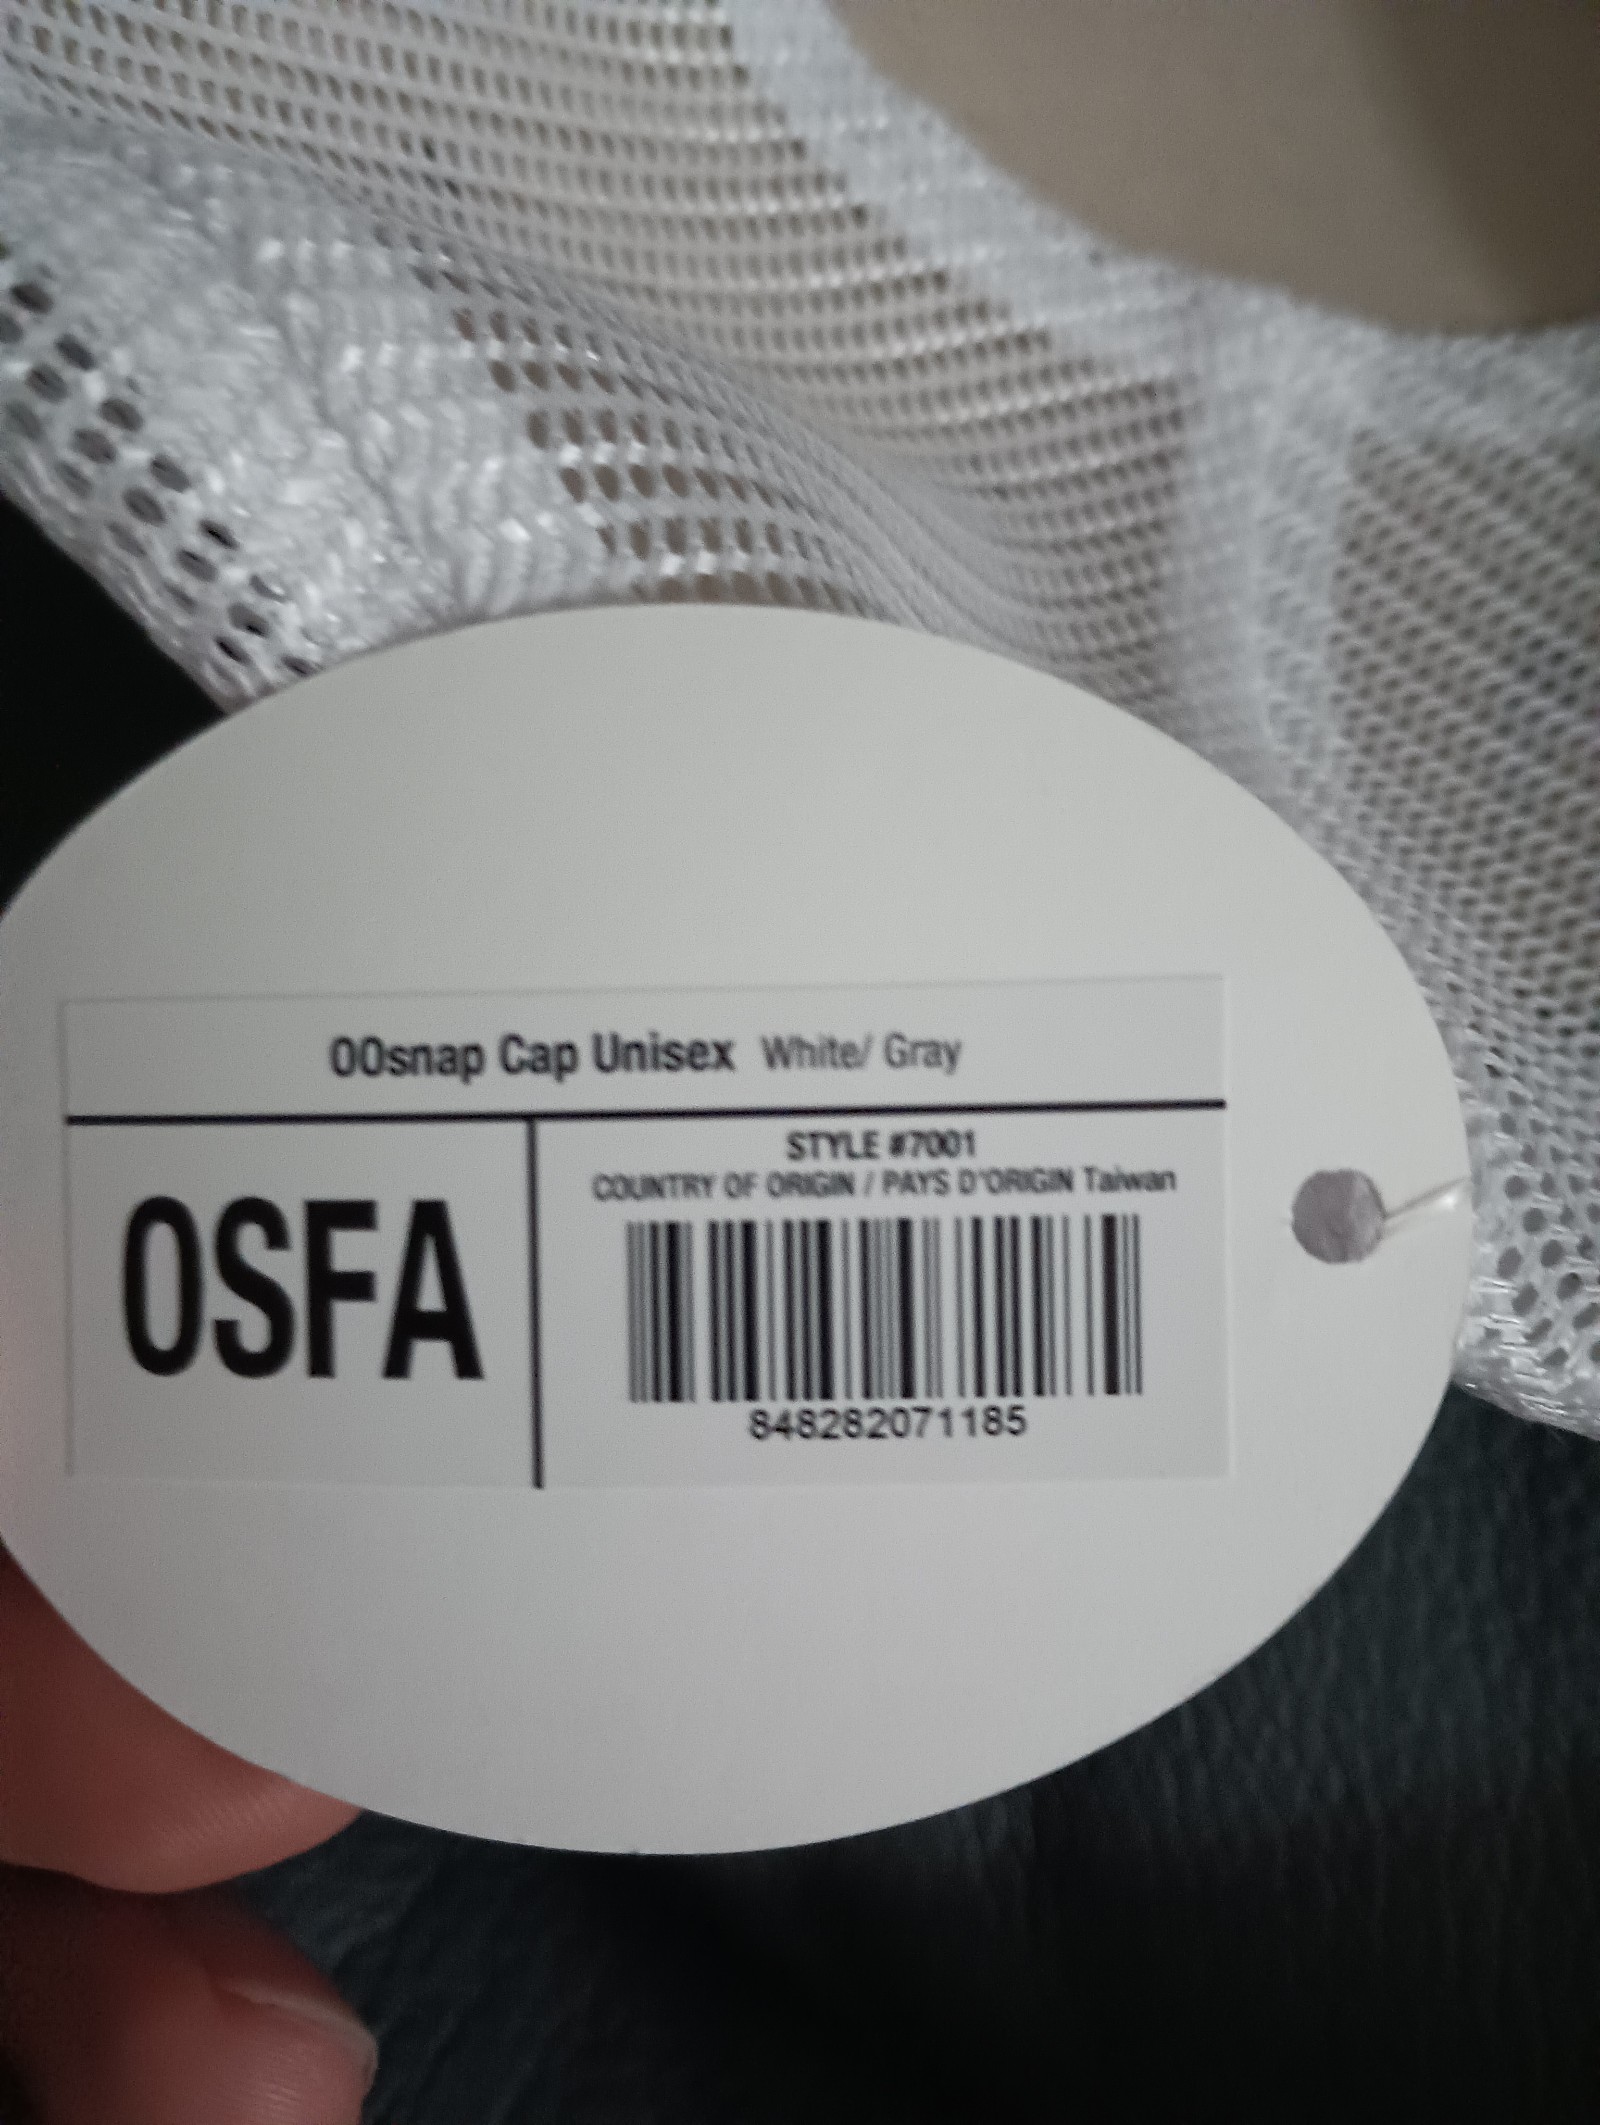 00snap Cap Unisex White/ Gray
OSFA
STYLE #7001
COUNTRY OF ORIGIN / PAYS D'ORIGIN Taiwan
848282071185